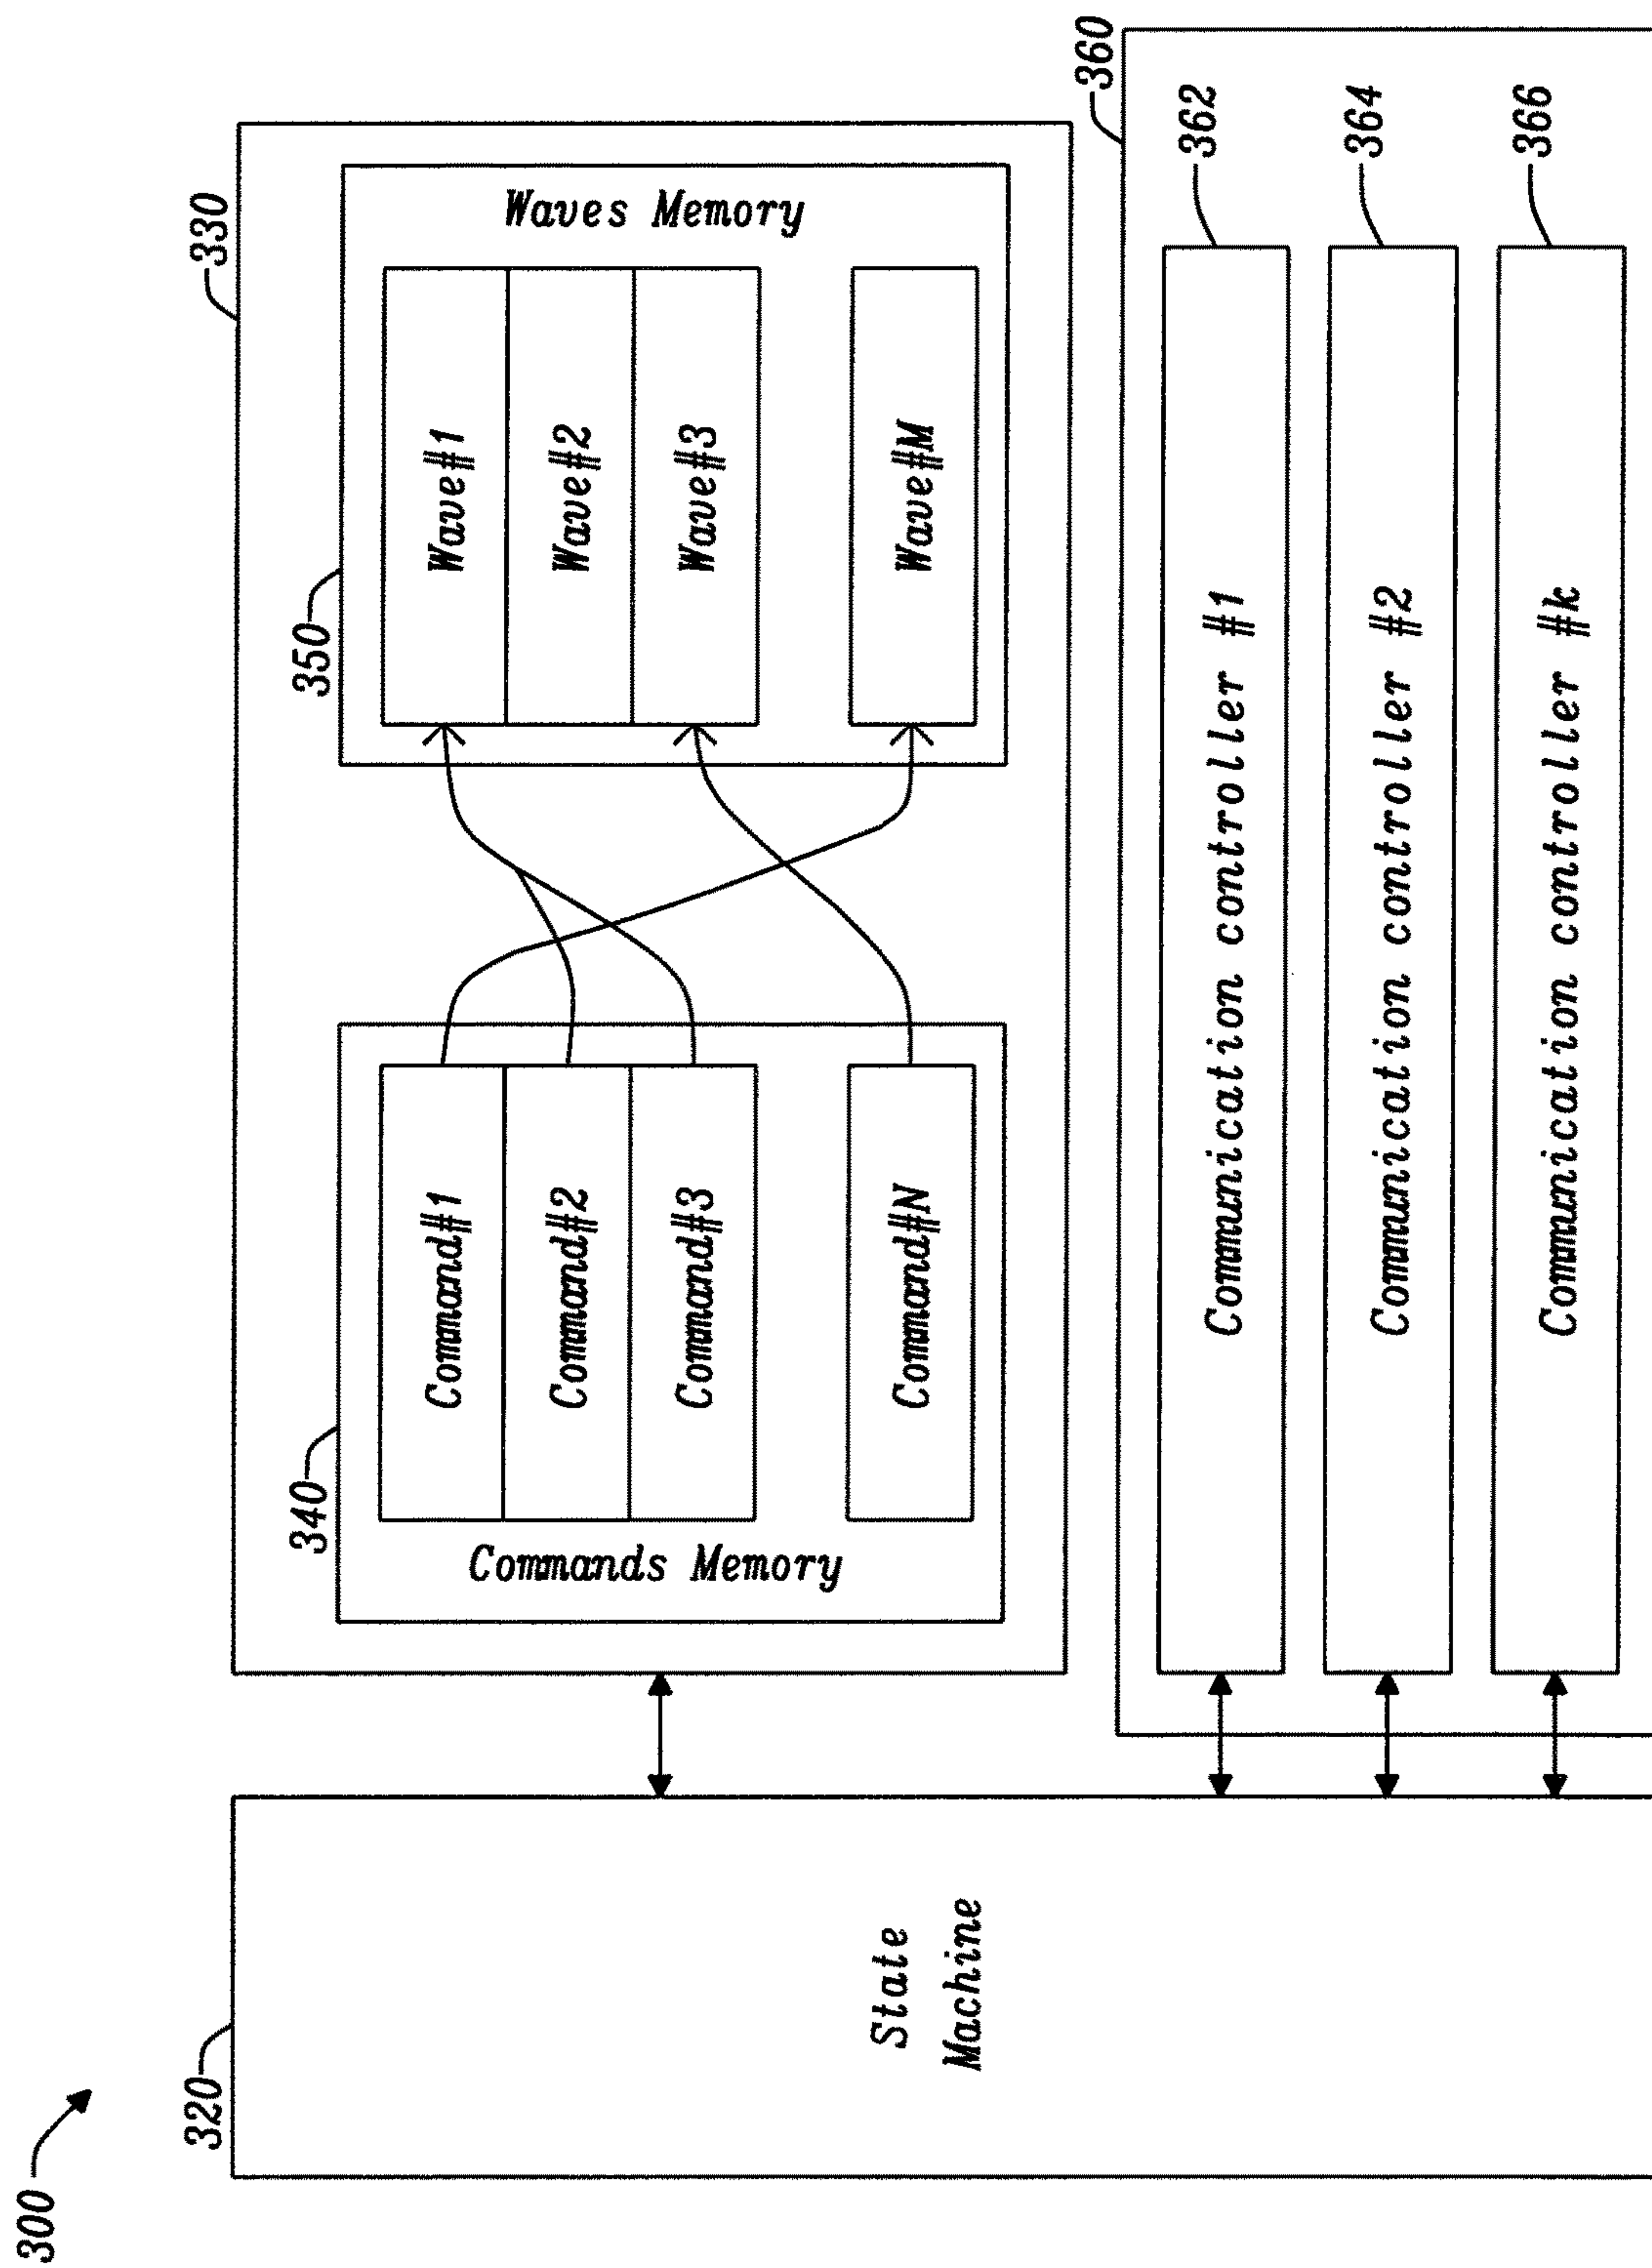 300
320
State
Machine
330
340
Commands Memory
Command#1
Command#2
Command#3
Command#N
350
Waves Memory
Wave#1
Wave#2
Wave#3
Wave#M
360
Communication controller #1
362
Communication controller #2
364
Communication controller #k
366